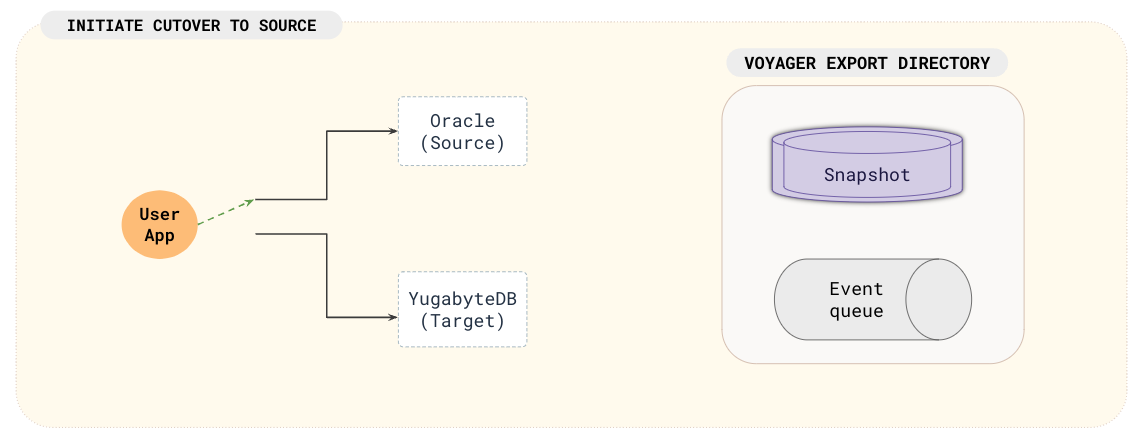 INITIATE CUTOVER TO SOURCE
VOYAGER EXPORT DIRECTORY
Oracle
(Source)
Snapshot
User
App
YugabyteDB
(Target)
Event
queue